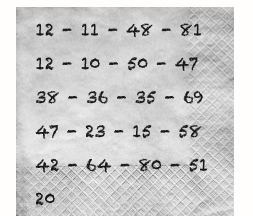 12 - 11 - 48 - 81
12 - 10 - 50 - 47
38 - 36 - 35 - 69
47 - 23 - 15 - 58
42 - 64 - 80 - 51
20